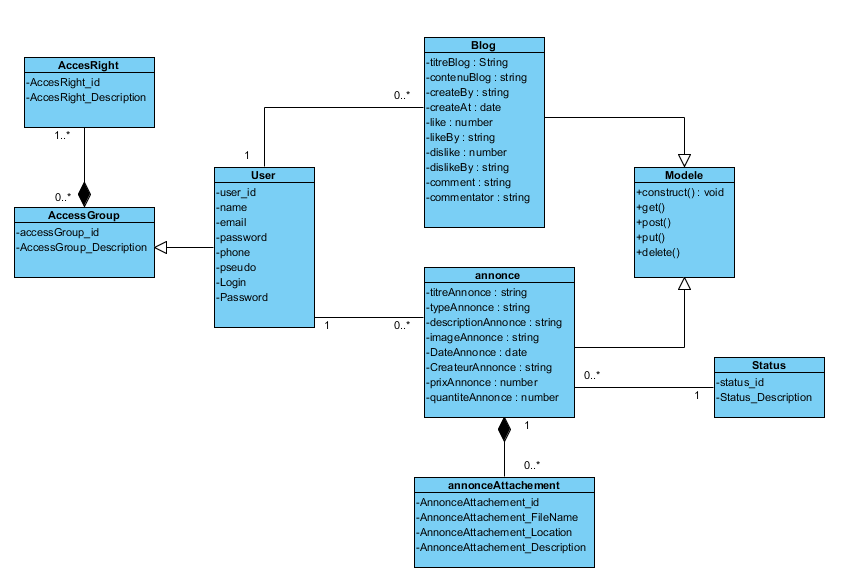 AccesRight
-AccesRight_id
-AccesRight_Description
1..*
0..*
AccessGroup
-accessGroup_id
-AccessGroup_Description
User
-user_id
-name
-email
-password
-phone
-pseudo
-Login
-Password
1
0..*
1
0..*
Blog
-titreBlog : String
-contenuBlog : string
-createBy : string
-createAt : date
-like : number
-likeBy : string
-dislike : number
-dislikeBy : string
-comment : string
-commentator : string
annonce
-titreAnnonce : string
-typeAnnonce : string
-descriptionAnnonce : string
-imageAnnonce : string
-DateAnnonce : date
-CreateurAnnonce : string
-prixAnnonce : number
-quantiteAnnonce : number
1
0..*
annonceAttachement
-AnnonceAttachement_id
-AnnonceAttachement_FileName
-AnnonceAttachement_Location
-AnnonceAttachement_Description
Modele
+construct() : void
+get()
+post()
+put()
+delete()
0..*
1
Status
-status_id
-Status_Description